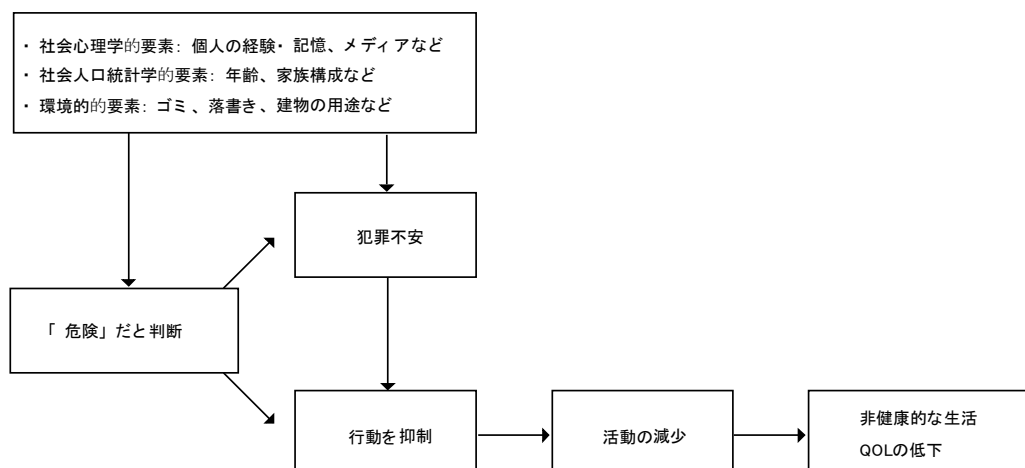 ・ 社会心理学的要素: 個人の経験・ 記憶、メディアなど
・ 社会人口統計学的要素: 年齢、家族構成など
・ 環境的的要素: ゴミ、落書き、建物の用途など
犯罪不安
「 危険」だと判断
行動を抑制
活動の減少
非健康的な生活
QOLの低下